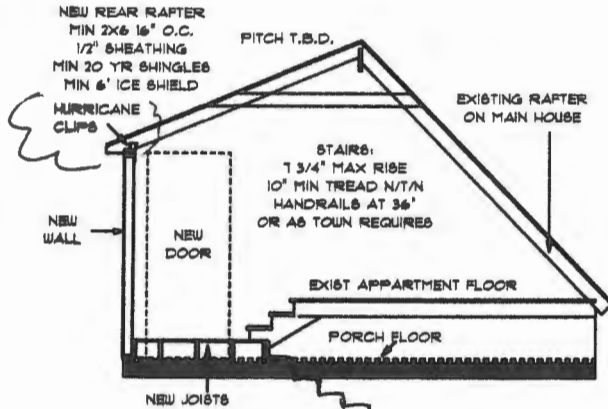 NEW REAR RAFTER
MIN 2X6 16" O.C.
1/2" SHEATHING
MIN 20 YR SHINGLES
MIN 6' ICE SHIELD
HURRICANE
CLIPS
PITCH T.B.D.
EXISTING RAFTER
ON MAIN HOUSE
STAIRS:
7 3/4" MAX RISE
10" MIN TREAD N/T/N
HANDRAILS AT 36"
OR AS TOWN REQUIRES
NEW
WALL
NEW
DOOR
EXIST APPARTMENT FLOOR
PORCH FLOOR
NEW JOISTS